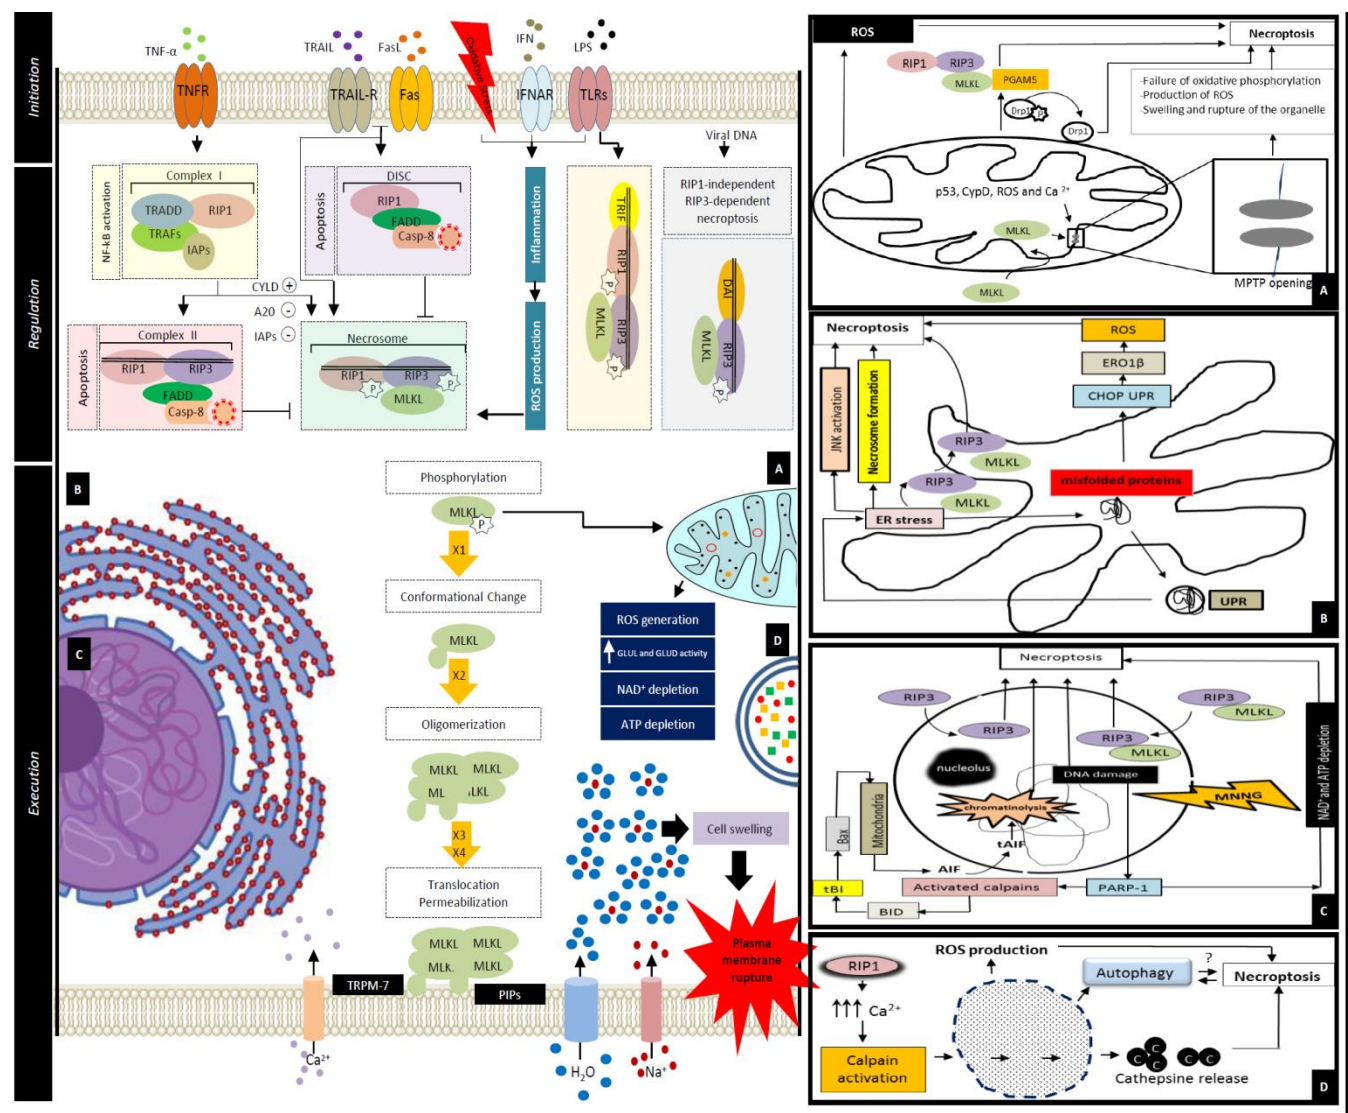 Initiation
Regulation
Execution
TNF-α
TRAIL
FasL
Oxidative Stress
IFN
LPS
TNFR
TRAIL-R
Fas
IFNAR
TLRs
Viral DNA
NF-kB activation
Complex I
TRADD
RIP1
TRAFs
IAPs
Apoptosis
DISC
RIP1
FADD
Casp-8
Inflammation
ROS production
TRIF
RIP1
P
MLKL
RIP3
P
RIP1-independent
RIP3-dependent
necroptosis
DAI
MLKL
RIP3
P
CYLD +
A20 -
IAPs -
Apoptosis
Complex II
RIP1
RIP3
FADD
Casp-8
Necrosome
RIP1
RIP3
P
P
MLKL
A
B
C
D
Phosphorylation
MLKL
P
X1
Conformational Change
MLKL
X2
Oligomerization
MLKL MLKL
X3
X4
Translocation
Permeabilization
MLKL MLKL
MLKL
TRPM-7
PIPs
Ca2+
H2O
Na+
ROS generation
GLUL and GLUD activity
NAD+ depletion
ATP depletion
Cell swelling
Plasma
membrane
rupture
ROS
Necroptosis
RIP1
RIP3
MLKL
PGAM5
Drp1
P
Drp1
-Failure of oxidative phosphorylation
-Production of ROS
-Swelling and rupture of the organelle
p53, CypD, ROS and Ca 2+
MLKL
MLKL
MPTP opening
A
Necroptosis
ROS
ERO1β
CHOP UPR
JNK activation
Necrosome formation
RIP3
MLKL
RIP3
MLKL
misfolded proteins
ER stress
UPR
B
Necroptosis
RIP3
RIP3
RIP3
MLKL
RIP3
MLKL
nucleolus
DNA damage
chromatinolysis
MNNG
NAD+ and ATP depletion
Bax
Mitochondria
tAIF
AIF
tBI
Activated calpains
PARP-1
BID
C
ROS production
RIP1
Autophagy
?
Necroptosis
Ca2+
Calpain
activation
C
C
C
C
C
Cathepsine release
D